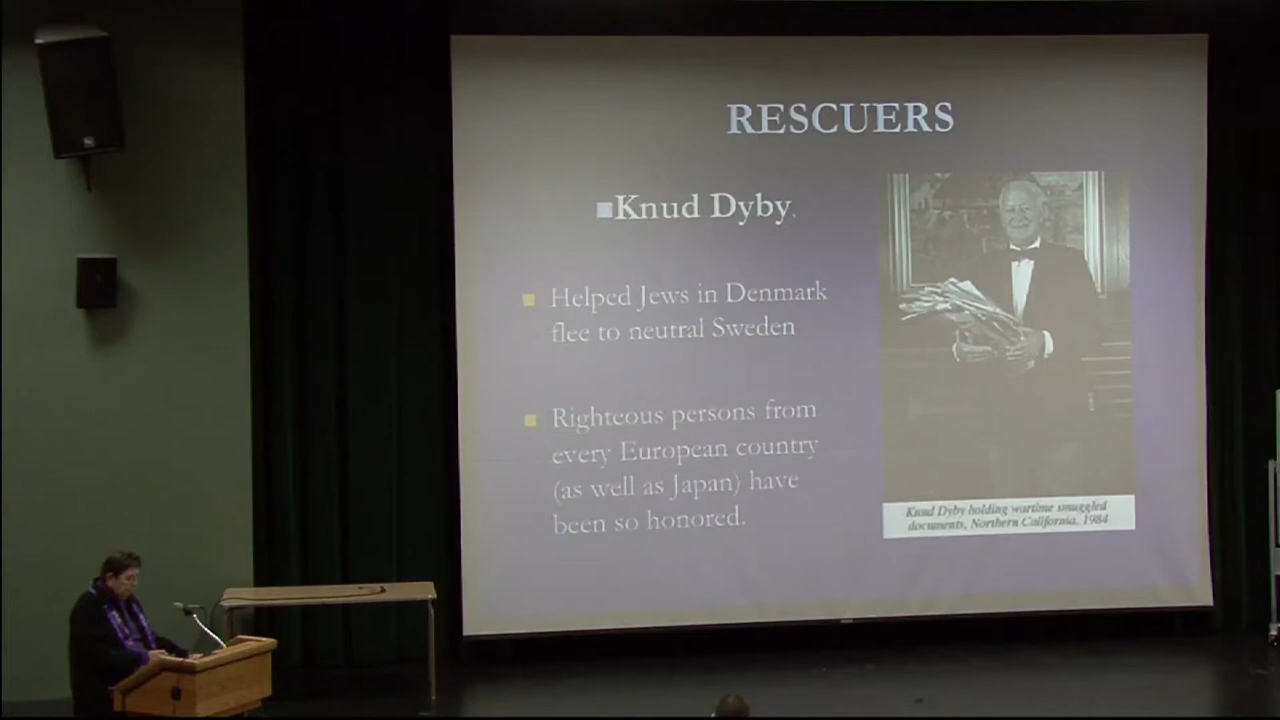 RESCUERS
Knud Dyby,
Helped Jews in Denmark
flee to neutral Sweden
Righteous persons from
every European country
(as well as Japan) have
been so honored.
Knud Dyby holding wartime smuggled
documents, Northern California, 1984